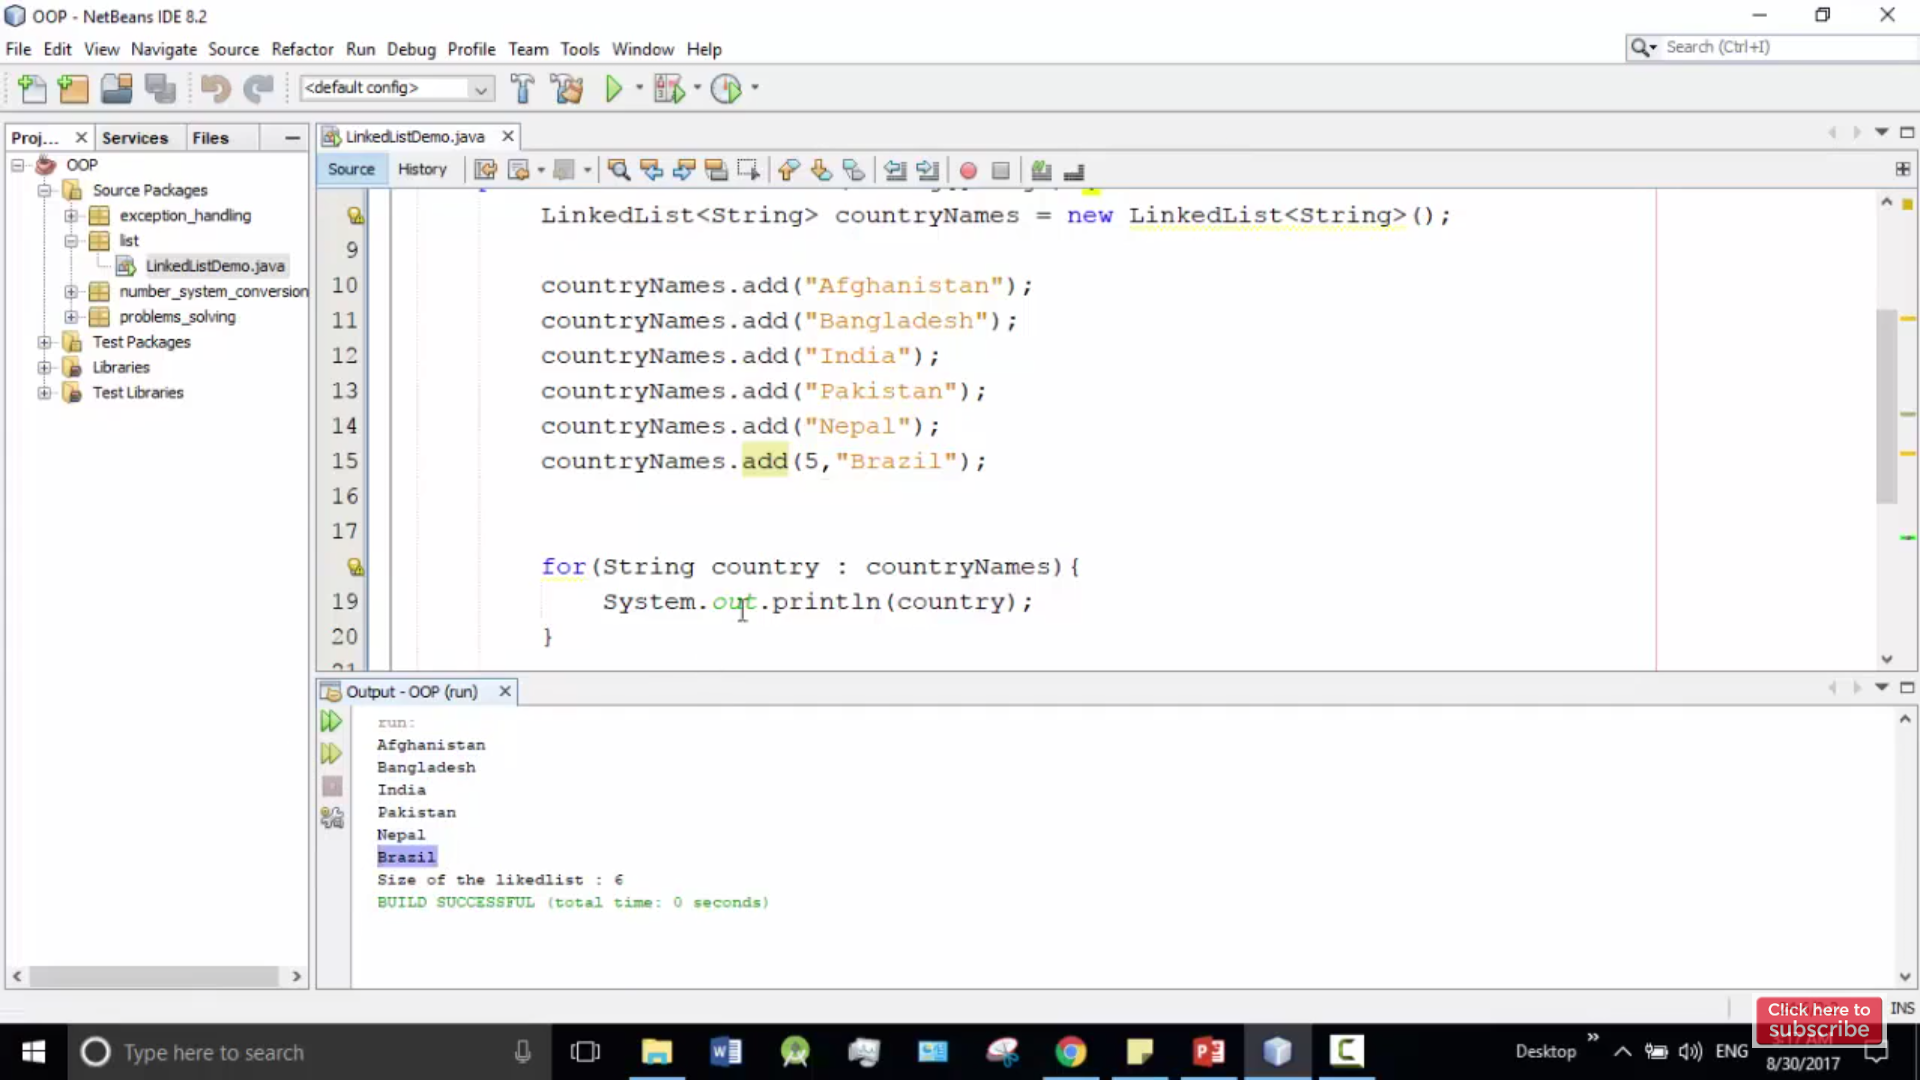 OOP - NetBeans IDE 8.2
File Edit View Navigate Source Refactor Run Debug Profile Team Tools Window Help
Search (Ctrl+I)
<default config>
Proj... Services Files
OOP
Source Packages
exception_handling
list
LinkedListDemo.java
number_system_conversion
problems_solving
Test Packages
Libraries
Test Libraries
LinkedListDemo.java
Source History
LinkedList<String> countryNames = new LinkedList<String>();
9
10 countryNames.add("Afghanistan");
11 countryNames.add("Bangladesh");
12 countryNames.add("India");
13 countryNames.add("Pakistan");
14 countryNames.add("Nepal");
15 countryNames.add(5,"Brazil");
16
17
for(String country : countryNames){
19 System.out.println(country);
20 }
Output - OOP (run)
run:
Afghanistan
Bangladesh
India
Pakistan
Nepal
Brazil
Size of the likedlist : 6
BUILD SUCCESSFUL (total time: 0 seconds)
INS
Click here to
subscribe
Type here to search
Desktop
ENG
8/30/2017